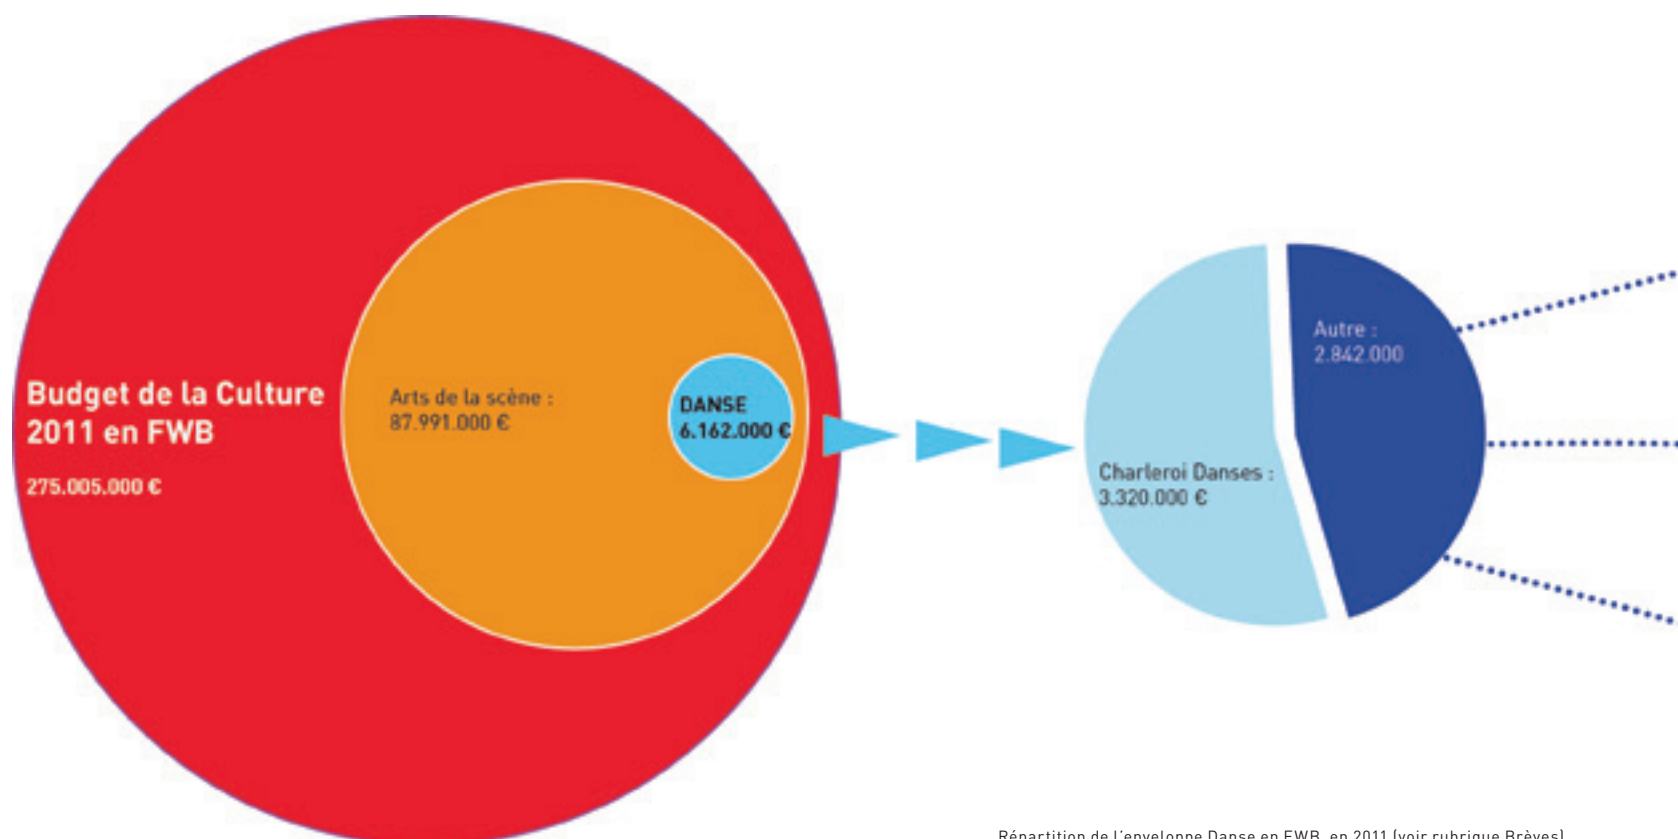 Budget de la Culture
2011 en FWB
275.005.000 €
Arts de la scène :
87.991.000 €
DANSE
6.162.000 €
Charleroi Danses :
3.320.000 €
Autre :
2.842.000
Répartition de l'enveloppe Danse en FWB, en 2011 (voir rubrique Brèves)